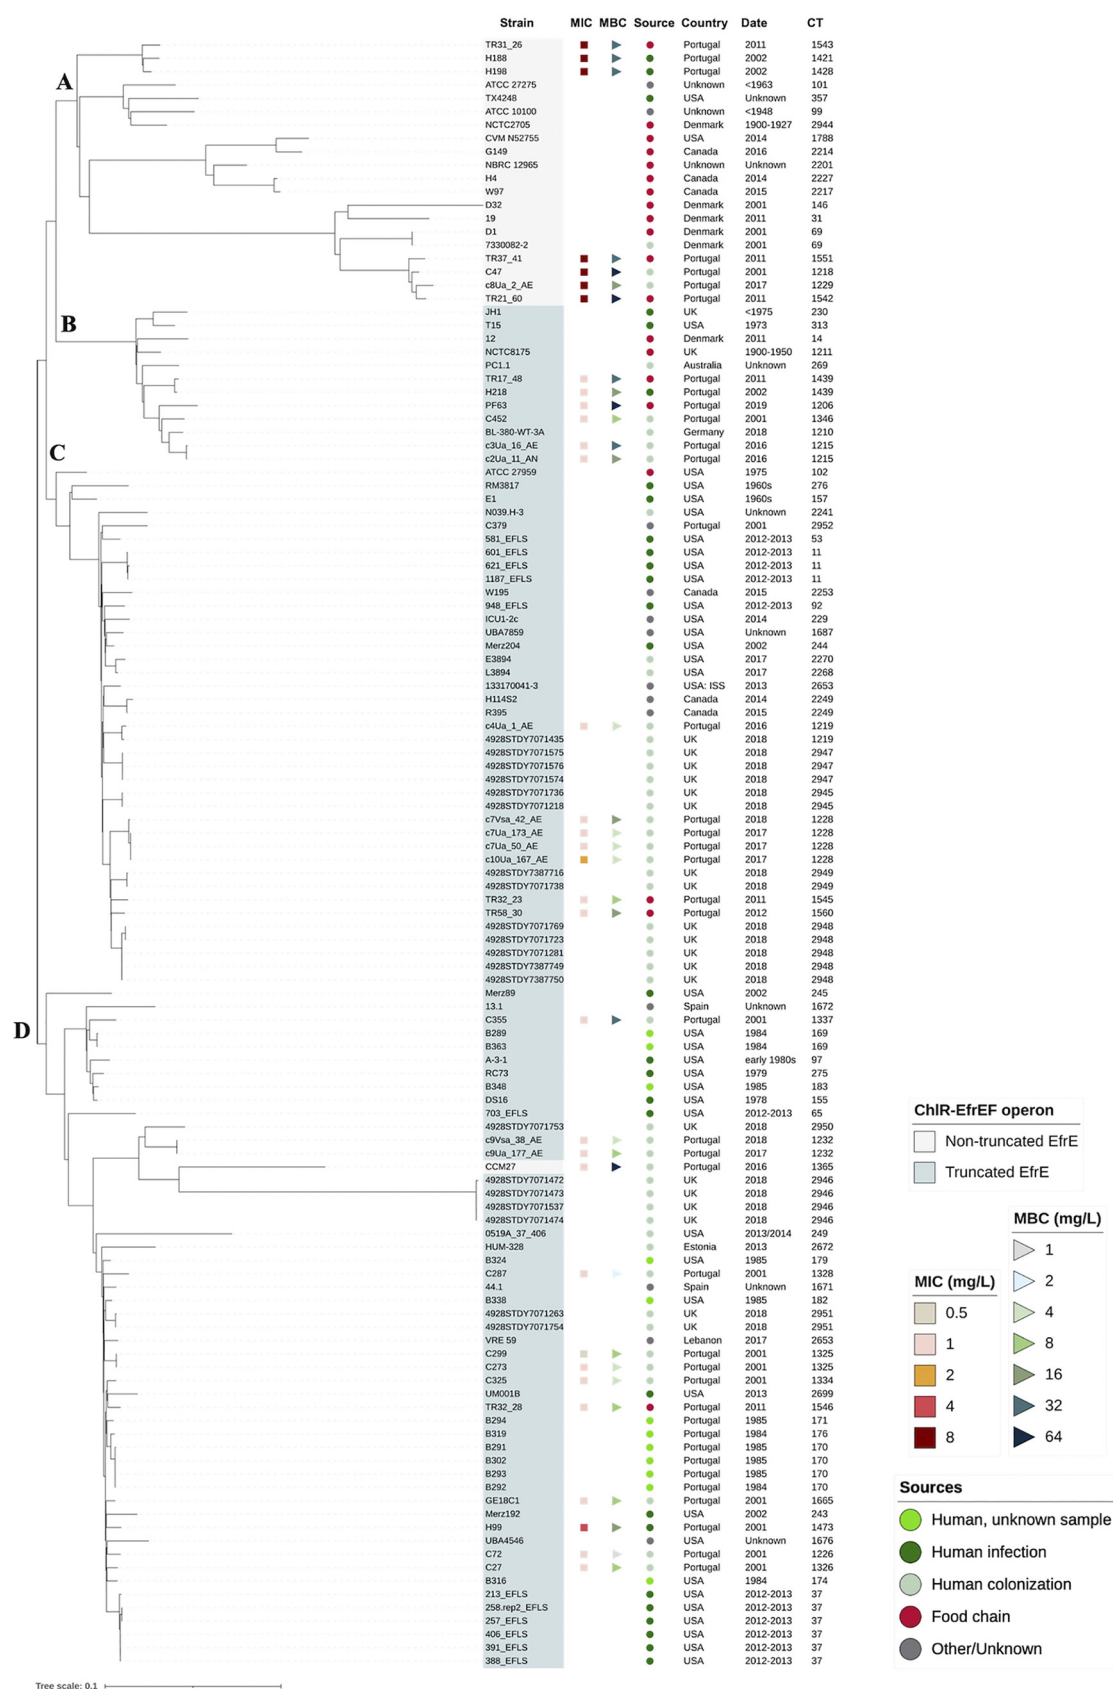 Strain MIC MBC Source Country Date CT
TR31_26 Portugal 2011 1543
H188 Portugal 2002 1421
H198 Portugal 2002 1428
A
ATCC 27275 Unknown <1963 101
TX4248 USA Unknown 357
ATCC 10100 Unknown <1948 99
NCTC2705 Denmark 1900-1927 2944
CVM N52755 USA 2014 1788
G149 Canada 2016 2214
NBRC 12965 Unknown Unknown 2201
H4 Canada 2014 2227
W97 Canada 2015 2217
D32 Denmark 2001 146
19 Denmark 2011 31
D1 Denmark 2001 69
7330082-2 Denmark 2001 69
TR37_41 Portugal 2011 1551
C47 Portugal 2001 1218
c8Ua_2_AE Portugal 2017 1229
TR21_60 Portugal 2011 1542
JH1 UK <1975 230
B
T15 USA 1973 313
12 Denmark 2011 14
NCTC8175 UK 1900-1950 1211
PC1.1 Australia Unknown 269
TR17_48 Portugal 2011 1439
H218 Portugal 2002 1439
PF63 Portugal 2019 1206
C452 Portugal 2001 1346
BL-380-WT-3A Germany 2018 1210
c3Ua_16_AE Portugal 2016 1215
C
c2Ua_11_AN Portugal 2016 1215
ATCC 27959 USA 1975 102
RM3817 USA 1960s 276
E1 USA 1960s 157
N039.H-3 USA Unknown 2241
C379 Portugal 2001 2952
581_EFLS USA 2012-2013 53
601_EFLS USA 2012-2013 11
621_EFLS USA 2012-2013 11
1187_EFLS USA 2012-2013 11
W195 Canada 2015 2253
948_EFLS USA 2012-2013 92
ICU1-2c USA 2014 229
UBA7859 USA Unknown 1687
Merz204 USA 2002 244
E3894 USA 2017 2270
L3894 USA 2017 2268
133170041-3 USA: ISS 2013 2653
H114S2 Canada 2014 2249
R395 Canada 2015 2249
c4Ua_1_AE Portugal 2016 1219
4928STDY7071435 UK 2018 1219
4928STDY7071575 UK 2018 2947
4928STDY7071576 UK 2018 2947
4928STDY7071574 UK 2018 2947
4928STDY7071736 UK 2018 2945
4928STDY7071218 UK 2018 2945
c7Vsa_42_AE Portugal 2018 1228
c7Ua_173_AE Portugal 2017 1228
c7Ua_50_AE Portugal 2017 1228
c10Ua_167_AE Portugal 2017 1228
4928STDY7387716 UK 2018 2949
4928STDY7071738 UK 2018 2949
TR32_23 Portugal 2011 1545
TR58_30 Portugal 2012 1560
4928STDY7071769 UK 2018 2948
4928STDY7071723 UK 2018 2948
4928STDY7071281 UK 2018 2948
4928STDY7387749 UK 2018 2948
4928STDY7387750 UK 2018 2948
Merz89 USA 2002 245
13.1 Spain Unknown 1672
C355 Portugal 2001 1337
D
B289 USA 1984 169
B363 USA 1984 169
A-3-1 USA early 1980s 97
RC73 USA 1979 275
B348 USA 1985 183
DS16 USA 1978 155
703_EFLS USA 2012-2013 65
4928STDY7071753 UK 2018 2950
c9Vsa_38_AE Portugal 2018 1232
c9Ua_177_AE Portugal 2017 1232
CCM27 Portugal 2016 1365
4928STDY7071472 UK 2018 2946
4928STDY7071473 UK 2018 2946
4928STDY7071537 UK 2018 2946
4928STDY7071474 UK 2018 2946
0519A_37_406 USA 2013/2014 249
HUM-328 Estonia 2013 2672
B324 USA 1985 179
C287 Portugal 2001 1328
44.1 Spain Unknown 1671
B338 USA 1985 182
4928STDY7071263 UK 2018 2951
4928STDY7071754 UK 2018 2951
VRE 59 Lebanon 2017 2653
C299 Portugal 2001 1325
C273 Portugal 2001 1325
C325 Portugal 2001 1334
UM001B USA 2013 2699
TR32_28 Portugal 2011 1546
B294 Portugal 1985 171
B319 Portugal 1984 176
B291 Portugal 1985 170
B302 Portugal 1985 170
B293 Portugal 1985 170
B292 Portugal 1984 170
GE18C1 Portugal 2001 1665
Merz192 USA 2002 243
H99 Portugal 2001 1473
UBA4546 USA Unknown 1676
C72 Portugal 2001 1226
C27 Portugal 2001 1326
B316 USA 1984 174
213_EFLS USA 2012-2013 37
258.rep2_EFLS USA 2012-2013 37
257_EFLS USA 2012-2013 37
406_EFLS USA 2012-2013 37
391_EFLS USA 2012-2013 37
388_EFLS USA 2012-2013 37
Tree scale: 0.1
ChlR-EfrEF operon
Non-truncated EfrE
Truncated EfrE
MBC (mg/L)
1
2
4
8
16
32
64
MIC (mg/L)
0.5
1
2
4
8
Sources
Human, unknown sample
Human infection
Human colonization
Food chain
Other/Unknown